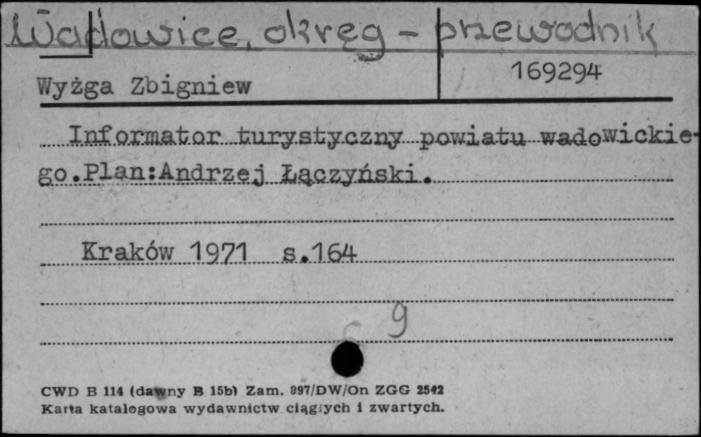 Wadowice, okręg - przewodnik
169294
Wyżga Zbigniew
Informator turystyczny powiatu wadowickie-
go.Plan:Andrzej Łączyński.
Kraków 1971 s.164
9
CWD B 114 (dawny B 15b) Zam. 997/DW/On ZGG 2542
Karta katalogowa wydawnictw ciągłych i zwartych.